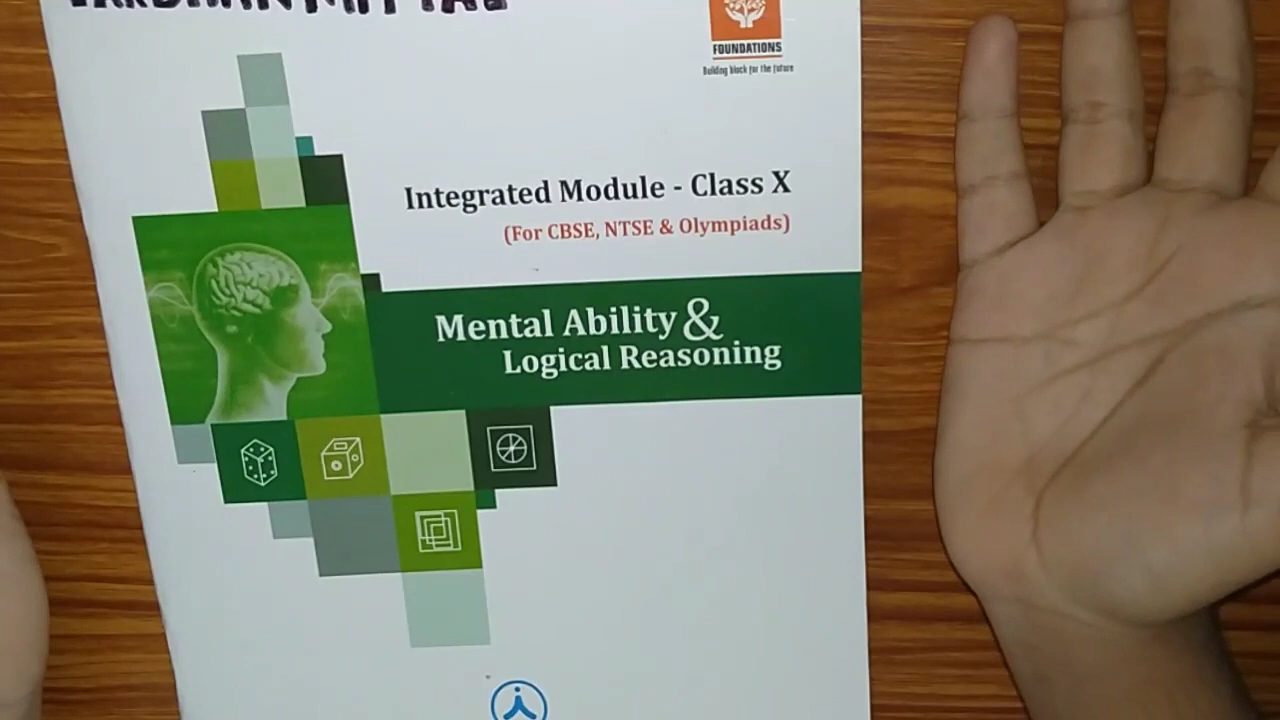 FOUNDATIONS
Building block for the future
Integrated Module - Class X
(For CBSE, NTSE & Olympiads)
Mental Ability &
Logical Reasoning